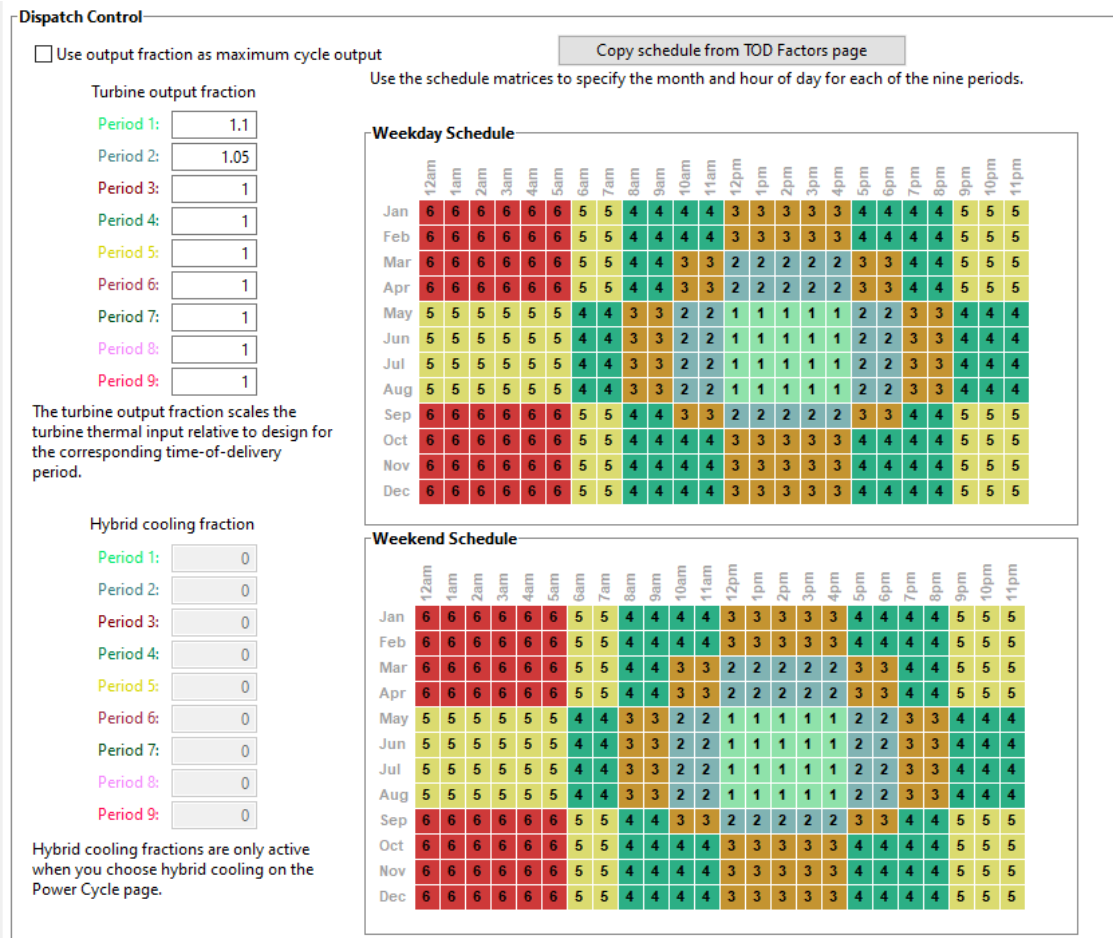 Dispatch Control
Use output fraction as maximum cycle output
Copy schedule from TOD Factors page
Use the schedule matrices to specify the month and hour of day for each of the nine periods.
Turbine output fraction
Period 1: 1.1
Period 2: 1.05
Period 3: 1
Period 4: 1
Period 5: 1
Period 6: 1
Period 7: 1
Period 8: 1
Period 9: 1
The turbine output fraction scales the
turbine thermal input relative to design for
the corresponding time-of-delivery
period.
Hybrid cooling fraction
Period 1: 0
Period 2: 0
Period 3: 0
Period 4: 0
Period 5: 0
Period 6: 0
Period 7: 0
Period 8: 0
Period 9: 0
Hybrid cooling fractions are only active
when you choose hybrid cooling on the
Power Cycle page.
Weekday Schedule
12am 1am 2am 3am 4am 5am 6am 7am 8am 9am 10am 11am 12pm 1pm 2pm 3pm 4pm 5pm 6pm 7pm 8pm 9pm 10pm 11pm
Jan 6 6 6 6 6 6 5 5 4 4 4 4 3 3 3 3 3 4 4 4 4 5 5 5
Feb 6 6 6 6 6 6 5 5 4 4 4 4 3 3 3 3 3 4 4 4 4 5 5 5
Mar 6 6 6 6 6 6 5 5 4 4 3 3 2 2 2 2 2 3 3 4 4 5 5 5
Apr 6 6 6 6 6 6 5 5 4 4 3 3 2 2 2 2 2 3 3 4 4 5 5 5
May 5 5 5 5 5 5 4 4 3 3 2 2 1 1 1 1 1 2 2 3 3 4 4 4
Jun 5 5 5 5 5 5 4 4 3 3 2 2 1 1 1 1 1 2 2 3 3 4 4 4
Jul 5 5 5 5 5 5 4 4 3 3 2 2 1 1 1 1 1 2 2 3 3 4 4 4
Aug 5 5 5 5 5 5 4 4 3 3 2 2 1 1 1 1 1 2 2 3 3 4 4 4
Sep 6 6 6 6 6 6 5 5 4 4 3 3 2 2 2 2 2 3 3 4 4 5 5 5
Oct 6 6 6 6 6 6 5 5 4 4 4 4 3 3 3 3 3 4 4 4 4 5 5 5
Nov 6 6 6 6 6 6 5 5 4 4 4 4 3 3 3 3 3 4 4 4 4 5 5 5
Dec 6 6 6 6 6 6 5 5 4 4 4 4 3 3 3 3 3 4 4 4 4 5 5 5
Weekend Schedule
12am 1am 2am 3am 4am 5am 6am 7am 8am 9am 10am 11am 12pm 1pm 2pm 3pm 4pm 5pm 6pm 7pm 8pm 9pm 10pm 11pm
Jan 6 6 6 6 6 6 5 5 4 4 4 4 3 3 3 3 3 4 4 4 4 5 5 5
Feb 6 6 6 6 6 6 5 5 4 4 4 4 3 3 3 3 3 4 4 4 4 5 5 5
Mar 6 6 6 6 6 6 5 5 4 4 3 3 2 2 2 2 2 3 3 4 4 5 5 5
Apr 6 6 6 6 6 6 5 5 4 4 3 3 2 2 2 2 2 3 3 4 4 5 5 5
May 5 5 5 5 5 5 4 4 3 3 2 2 1 1 1 1 1 2 2 3 3 4 4 4
Jun 5 5 5 5 5 5 4 4 3 3 2 2 1 1 1 1 1 2 2 3 3 4 4 4
Jul 5 5 5 5 5 5 4 4 3 3 2 2 1 1 1 1 1 2 2 3 3 4 4 4
Aug 5 5 5 5 5 5 4 4 3 3 2 2 1 1 1 1 1 2 2 3 3 4 4 4
Sep 6 6 6 6 6 6 5 5 4 4 3 3 2 2 2 2 2 3 3 4 4 5 5 5
Oct 6 6 6 6 6 6 5 5 4 4 4 4 3 3 3 3 3 4 4 4 4 5 5 5
Nov 6 6 6 6 6 6 5 5 4 4 4 4 3 3 3 3 3 4 4 4 4 5 5 5
Dec 6 6 6 6 6 6 5 5 4 4 4 4 3 3 3 3 3 4 4 4 4 5 5 5